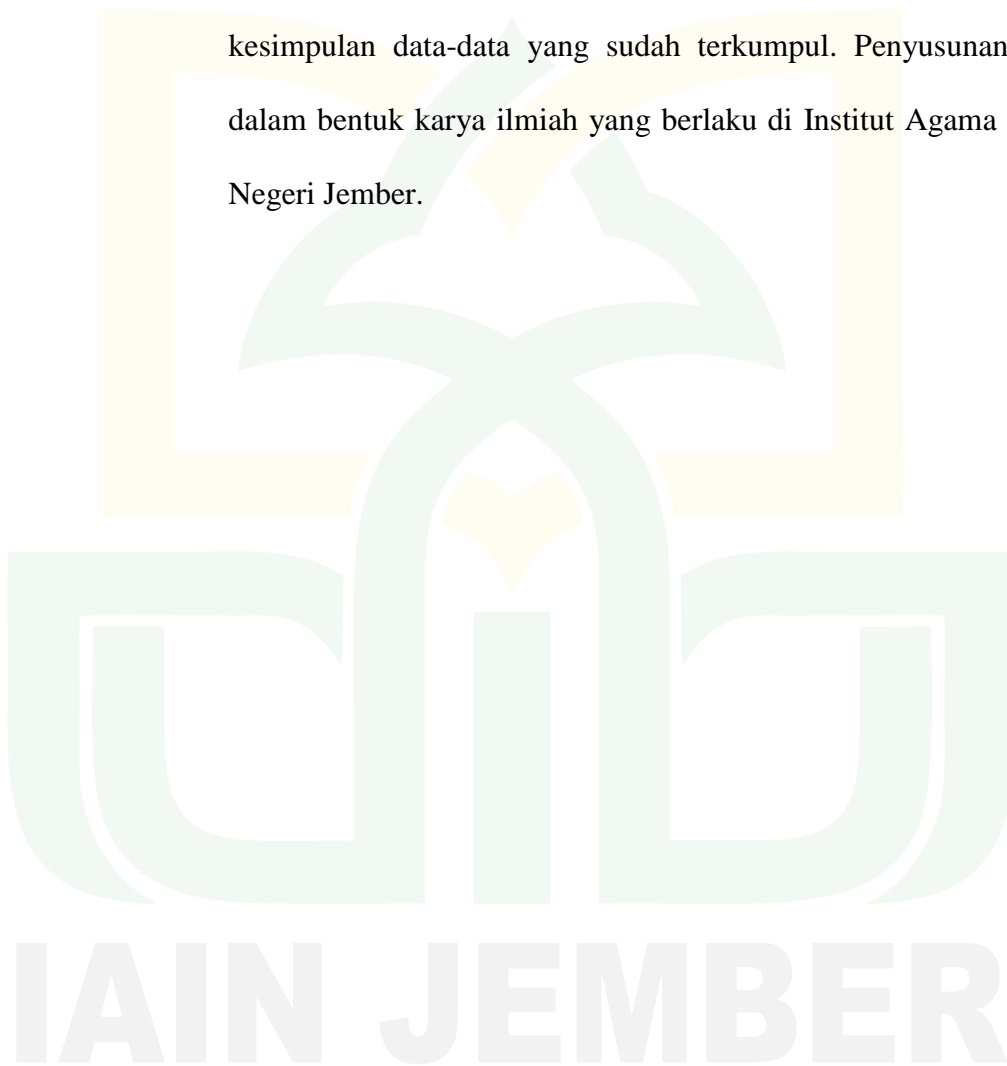 kesimpulan data-data yang sudah terkumpul. Penyusunan
dalam bentuk karya ilmiah yang berlaku di Institut Agama
Negeri Jember.
IAIN JEMBER